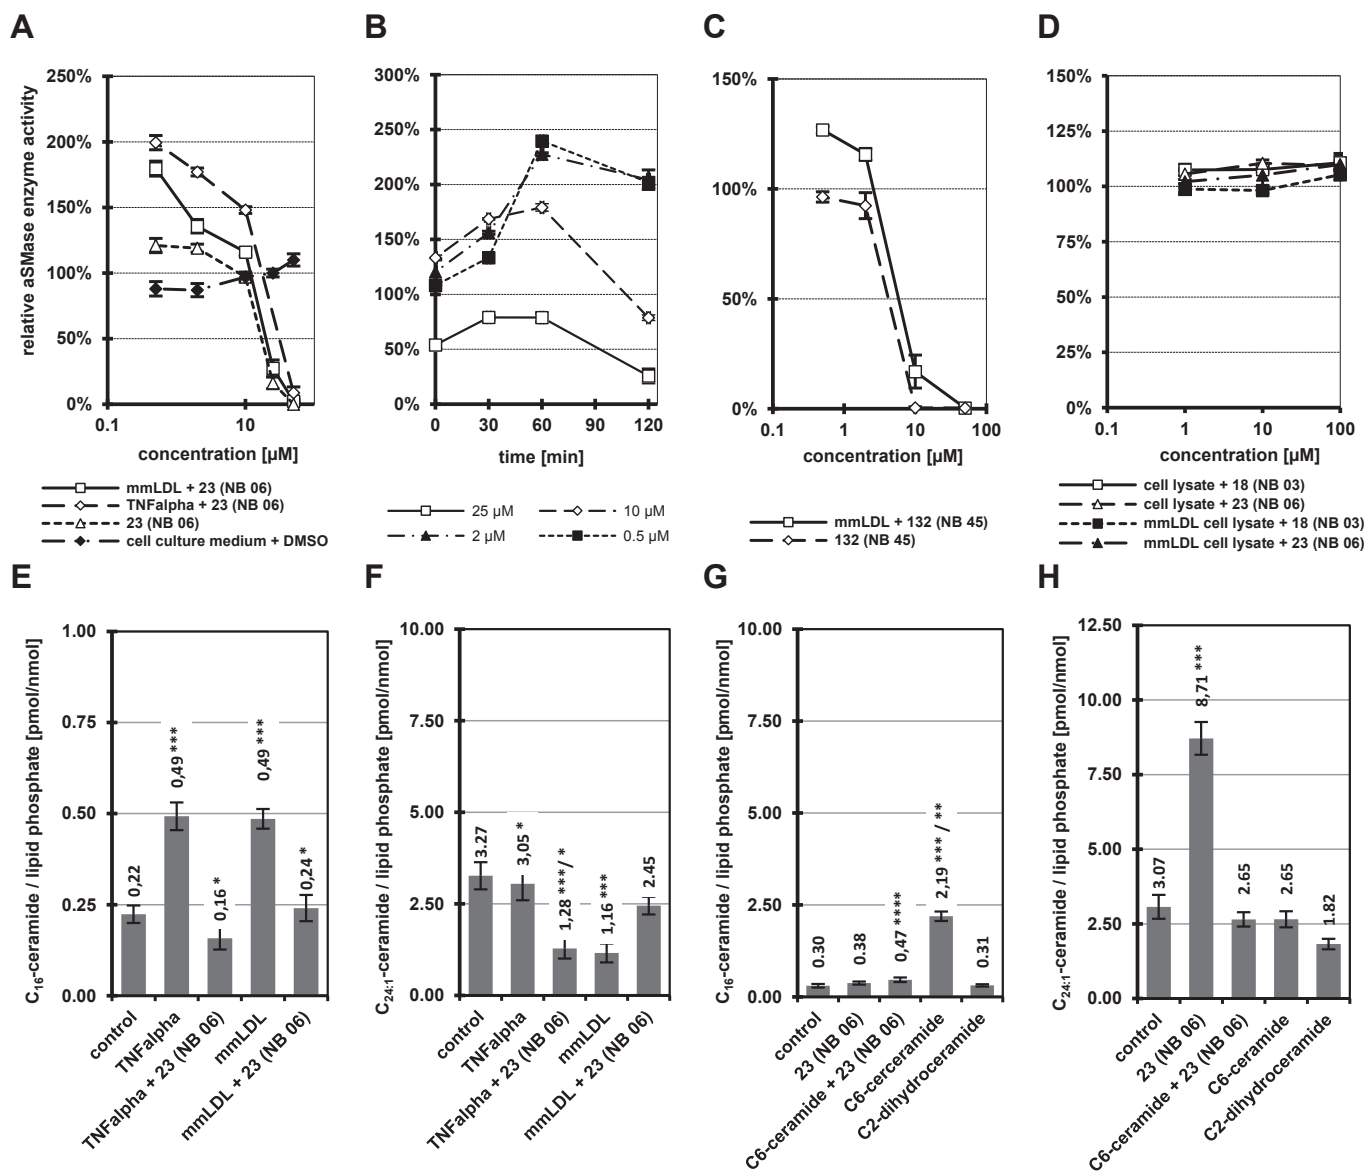 A
B
C
D
relative aSMase enzyme activity
250%
200%
150%
100%
50%
0%
0.1
10
concentration [µM]
mmLDL + 23 (NB 06)
TNFalpha + 23 (NB 06)
23 (NB 06)
cell culture medium + DMSO
300%
250%
200%
150%
100%
50%
0%
0
30
60
90
120
time [min]
25 µM
10 µM
2 µM
0.5 µM
150%
100%
50%
0%
0.1
1
10
100
concentration [µM]
mmLDL + 132 (NB 45)
132 (NB 45)
150%
125%
100%
75%
50%
25%
0%
0.1
1
10
100
concentration [µM]
cell lysate + 18 (NB 03)
cell lysate + 23 (NB 06)
mmLDL cell lysate + 18 (NB 03)
mmLDL cell lysate + 23 (NB 06)
E
F
G
H
C16-ceramide / lipid phosphate [pmol/nmol]
1.00
0.75
0.50
0.25
0.00
0,22
0,49 ***
0,16 *
0,49 ***
0,24 *
control
TNFalpha
TNFalpha + 23 (NB 06)
mmLDL
mmLDL + 23 (NB 06)
C24:1-ceramide / lipid phosphate [pmol/nmol]
10.00
7.50
5.00
2.50
0.00
3.27
3,05 *
1,28 ***/ *
1,16 ***
2.45
control
TNFalpha
TNFalpha + 23 (NB 06)
mmLDL
mmLDL + 23 (NB 06)
C16-ceramide / lipid phosphate [pmol/nmol]
10.00
7.50
5.00
2.50
0.00
0.30
0.38
0,47 ****
2,19 *** / **
0.31
control
23 (NB 06)
C6-ceramide + 23 (NB 06)
C6-cerceramide
C2-dihydroceramide
C24:1-ceramide / lipid phosphate [pmol/nmol]
12.50
10.00
7.50
5.00
2.50
0.00
3.07
8,71 ***
2.65
2.65
1.82
control
23 (NB 06)
C6-ceramide + 23 (NB 06)
C6-ceramide
C2-dihydroceramide